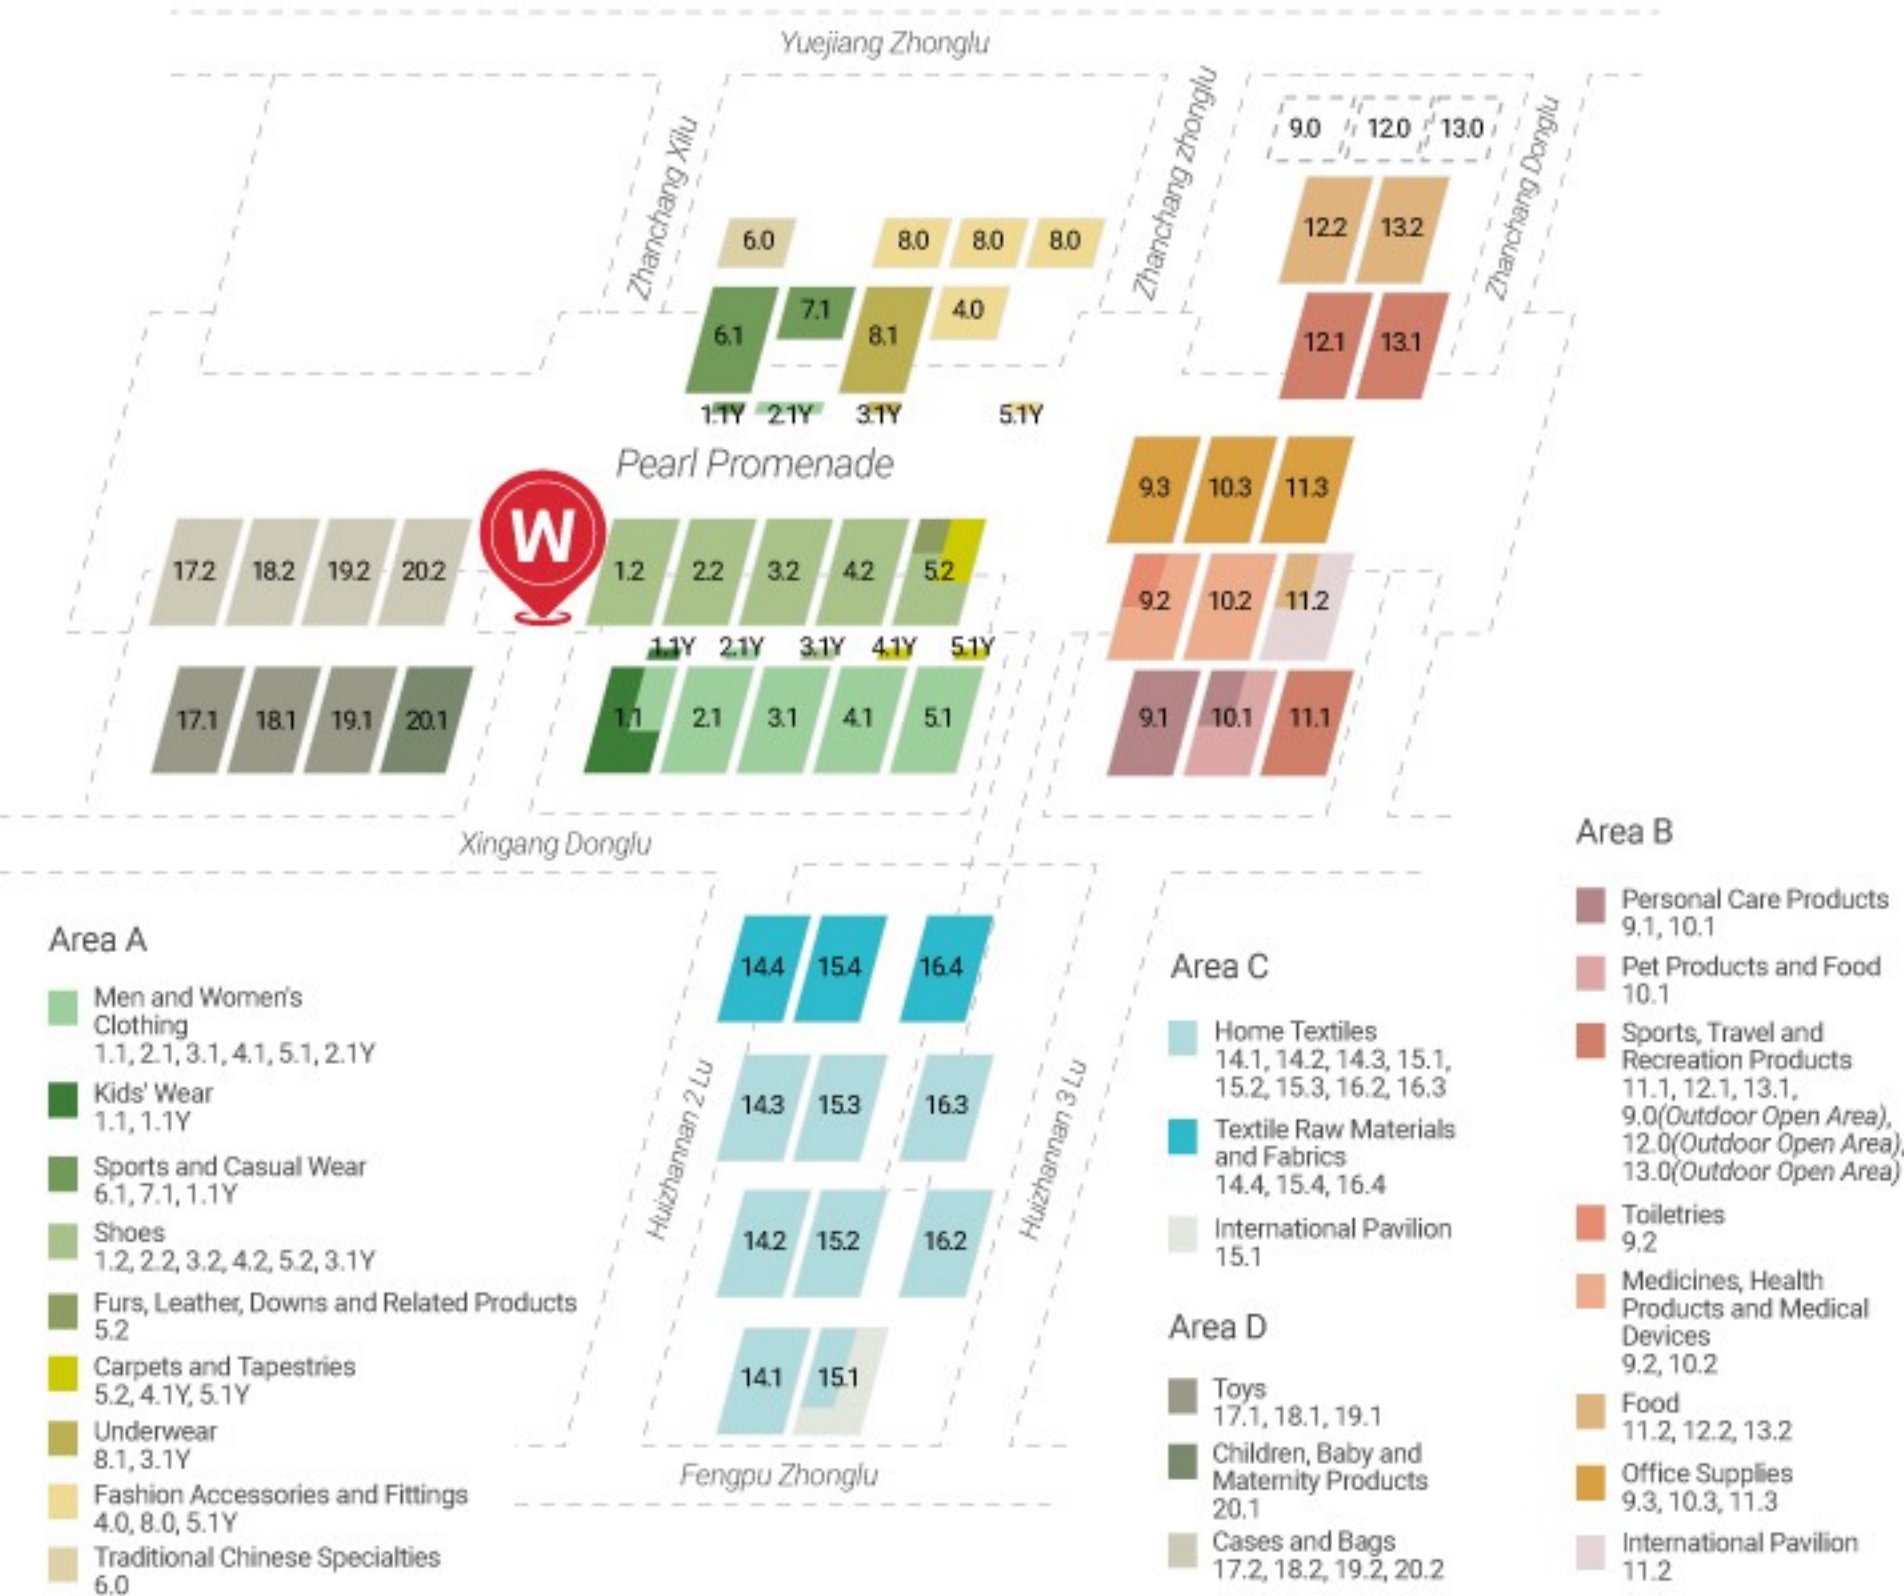 Yuejiang Zhonglu
Zhanchang Xilu
Zhanchang zhonglu
Zhanchang Donglu
9.0 12.0 13.0
12.2 13.2
6.0 8.0 8.0 8.0
7.1 4.0
6.1 8.1
12.1 13.1
1.1Y 2.1Y 3.1Y 5.1Y
Pearl Promenade
9.3 10.3 11.3
W
17.2 18.2 19.2 20.2 1.2 2.2 3.2 4.2 5.2
9.2 10.2 11.2
1.1Y 2.1Y 3.1Y 4.1Y 5.1Y
17.1 18.1 19.1 20.1 1.1 2.1 3.1 4.1 5.1
9.1 10.1 11.1
Xingang Donglu
14.4 15.4 16.4
Huizhannan 2 Lu
Huizhannan 3 Lu
14.3 15.3 16.3
14.2 15.2 16.2
14.1 15.1
Fengpu Zhonglu
Area A
Men and Women's
Clothing
1.1, 2.1, 3.1, 4.1, 5.1, 2.1Y
Kids' Wear
1.1, 1.1Y
Sports and Casual Wear
6.1, 7.1, 1.1Y
Shoes
1.2, 2.2, 3.2, 4.2, 5.2, 3.1Y
Furs, Leather, Downs and Related Products
5.2
Carpets and Tapestries
5.2, 4.1Y, 5.1Y
Underwear
8.1, 3.1Y
Fashion Accessories and Fittings
4.0, 8.0, 5.1Y
Traditional Chinese Specialties
6.0
Area C
Home Textiles
14.1, 14.2, 14.3, 15.1,
15.2, 15.3, 16.2, 16.3
Textile Raw Materials
and Fabrics
14.4, 15.4, 16.4
International Pavilion
15.1
Area D
Toys
17.1, 18.1, 19.1
Children, Baby and
Maternity Products
20.1
Cases and Bags
17.2, 18.2, 19.2, 20.2
Area B
Personal Care Products
9.1, 10.1
Pet Products and Food
10.1
Sports, Travel and
Recreation Products
11.1, 12.1, 13.1,
9.0(Outdoor Open Area),
12.0(Outdoor Open Area),
13.0(Outdoor Open Area)
Toiletries
9.2
Medicines, Health
Products and Medical
Devices
9.2, 10.2
Food
11.2, 12.2, 13.2
Office Supplies
9.3, 10.3, 11.3
International Pavilion
11.2